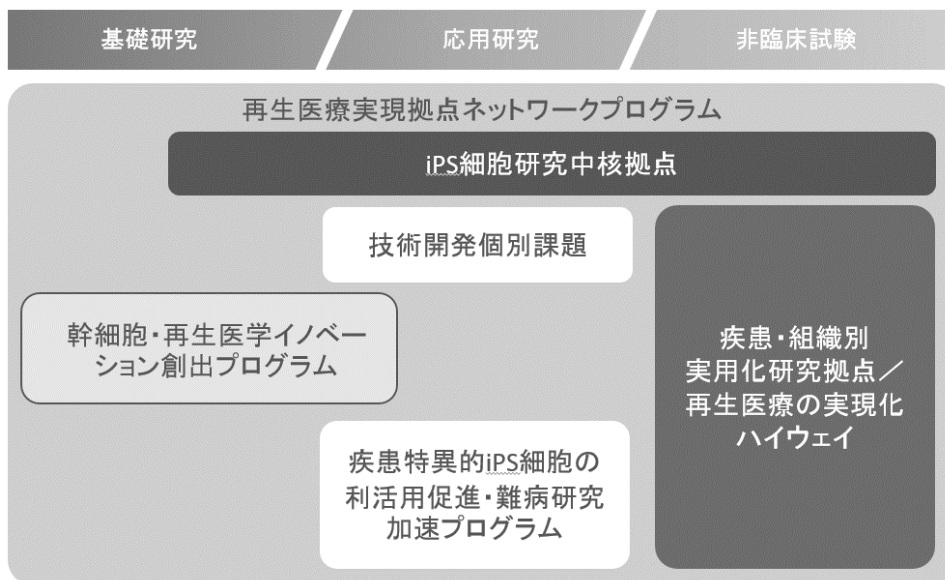 基礎研究
応用研究
非臨床試験
再生医療実現拠点ネットワークプログラム
iPS細胞研究中核拠点
技術開発個別課題
幹細胞・再生医学イノベー
ション創出プログラム
疾患・組織別
実用化研究拠点／
再生医療の実現化
ハイウェイ
疾患特異的iPS細胞の
利活用促進・難病研究
加速プログラム